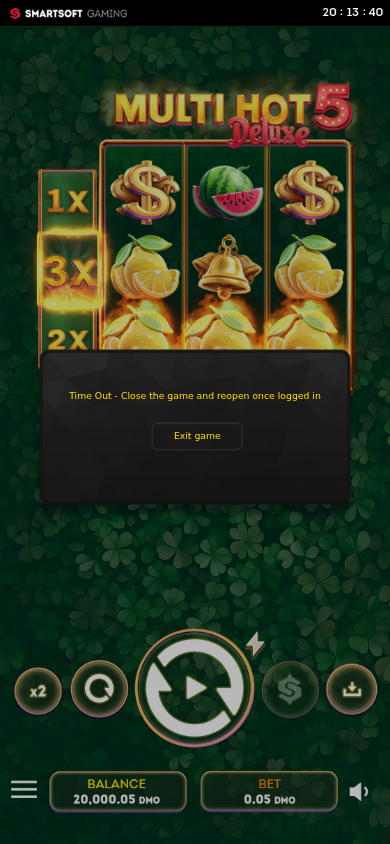 SMARTSOFT GAMING
20 : 13 : 40
MULTI HOT 5
Deluxe
1X
3X
2X
Time Out - Close the game and reopen once logged in
Exit game
x2
BALANCE
20,000.05 DMO
BET
0.05 DMO